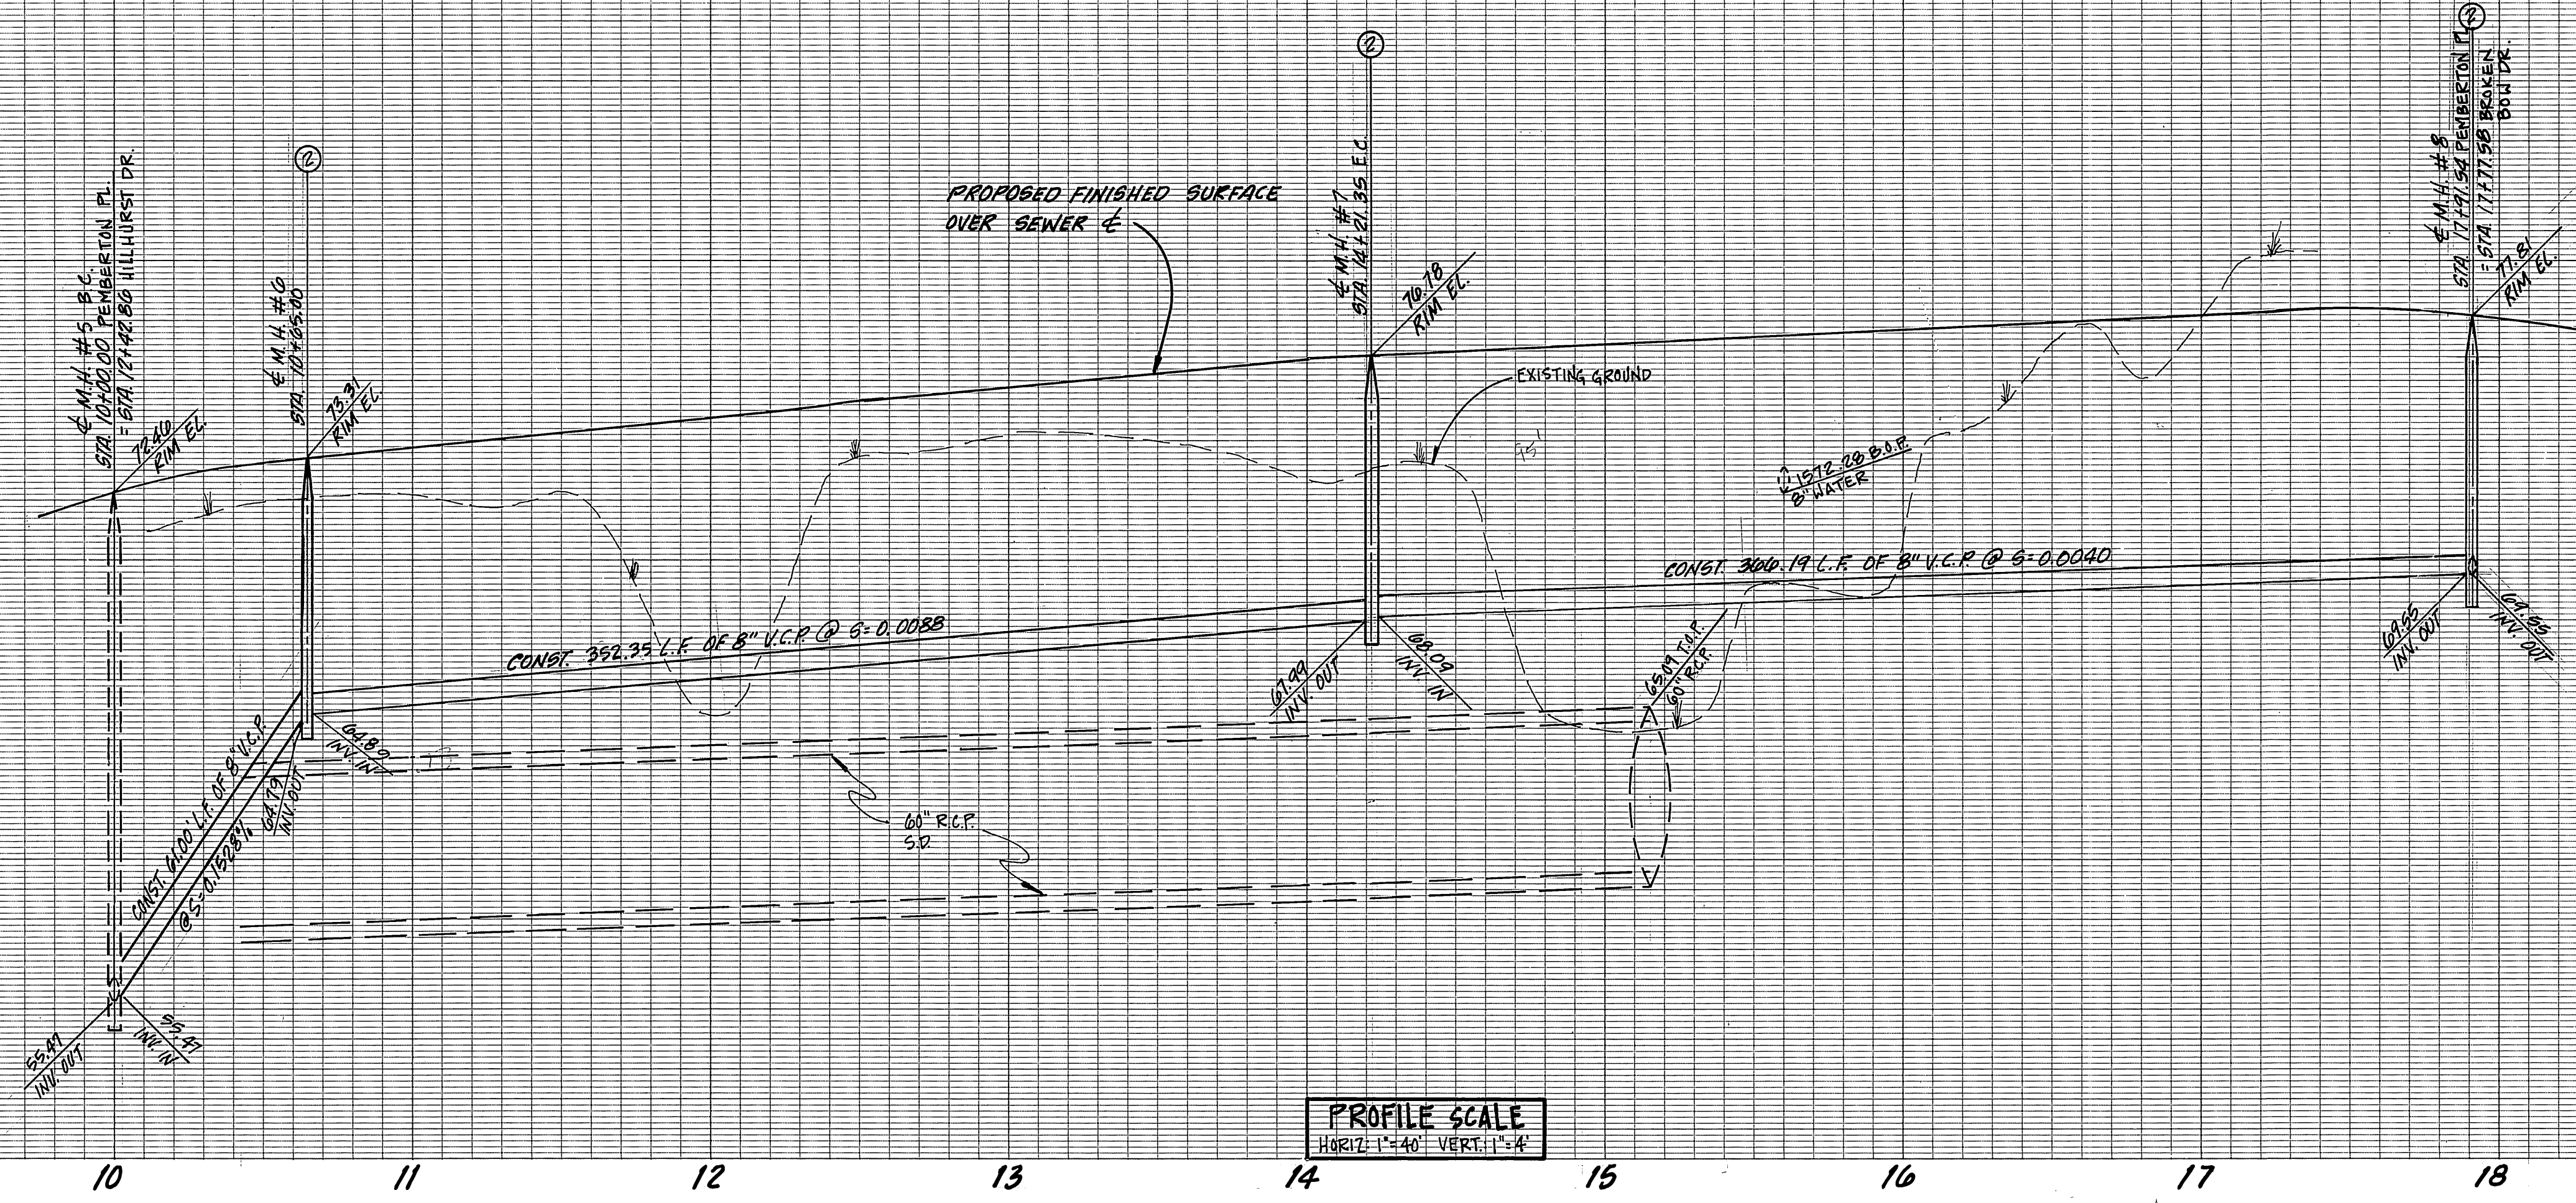 ②
②
②
℄ M.H. #5 B.C.
STA. 10+00.00 PEMBERTON PL.
= STA. 12+42.86 HILLHURST DR.
72.46
RIM EL.
℄ M.H. #6
STA. 10+65.00
73.31
RIM EL.
PROPOSED FINISHED SURFACE
OVER SEWER ℄
℄ M.H. #7
STA. 14+21.35 E.C.
76.78
RIM EL.
EXISTING GROUND
95'
1572.28 B.O.P.
8" WATER
℄ M.H. #8
STA. 17+91.54 PEMBERTON PL
= STA. 17+77.58 BROKEN
BOW DR.
77.81
RIM EL.
CONST. 61.00' L.F. OF 8" V.C.P.
@ S=0.1528%
CONST. 352.35 L.F. OF 8" V.C.P. @ S=0.0088
CONST. 366.19 L.F. OF 8" V.C.P. @ S=0.0040
64.89
INV. IN
64.79
INV. OUT
67.99
INV. OUT
68.09
INV. IN
65.09 T.O.P.
60" R.C.P.
69.55
INV. OUT
69.55
INV. OUT
60" R.C.P.
S.D.
55.47
INV. OUT
55.47
INV. IN
PROFILE SCALE
HORIZ: 1"=40' VERT: 1"=4'
10 11 12 13 14 15 16 17 18